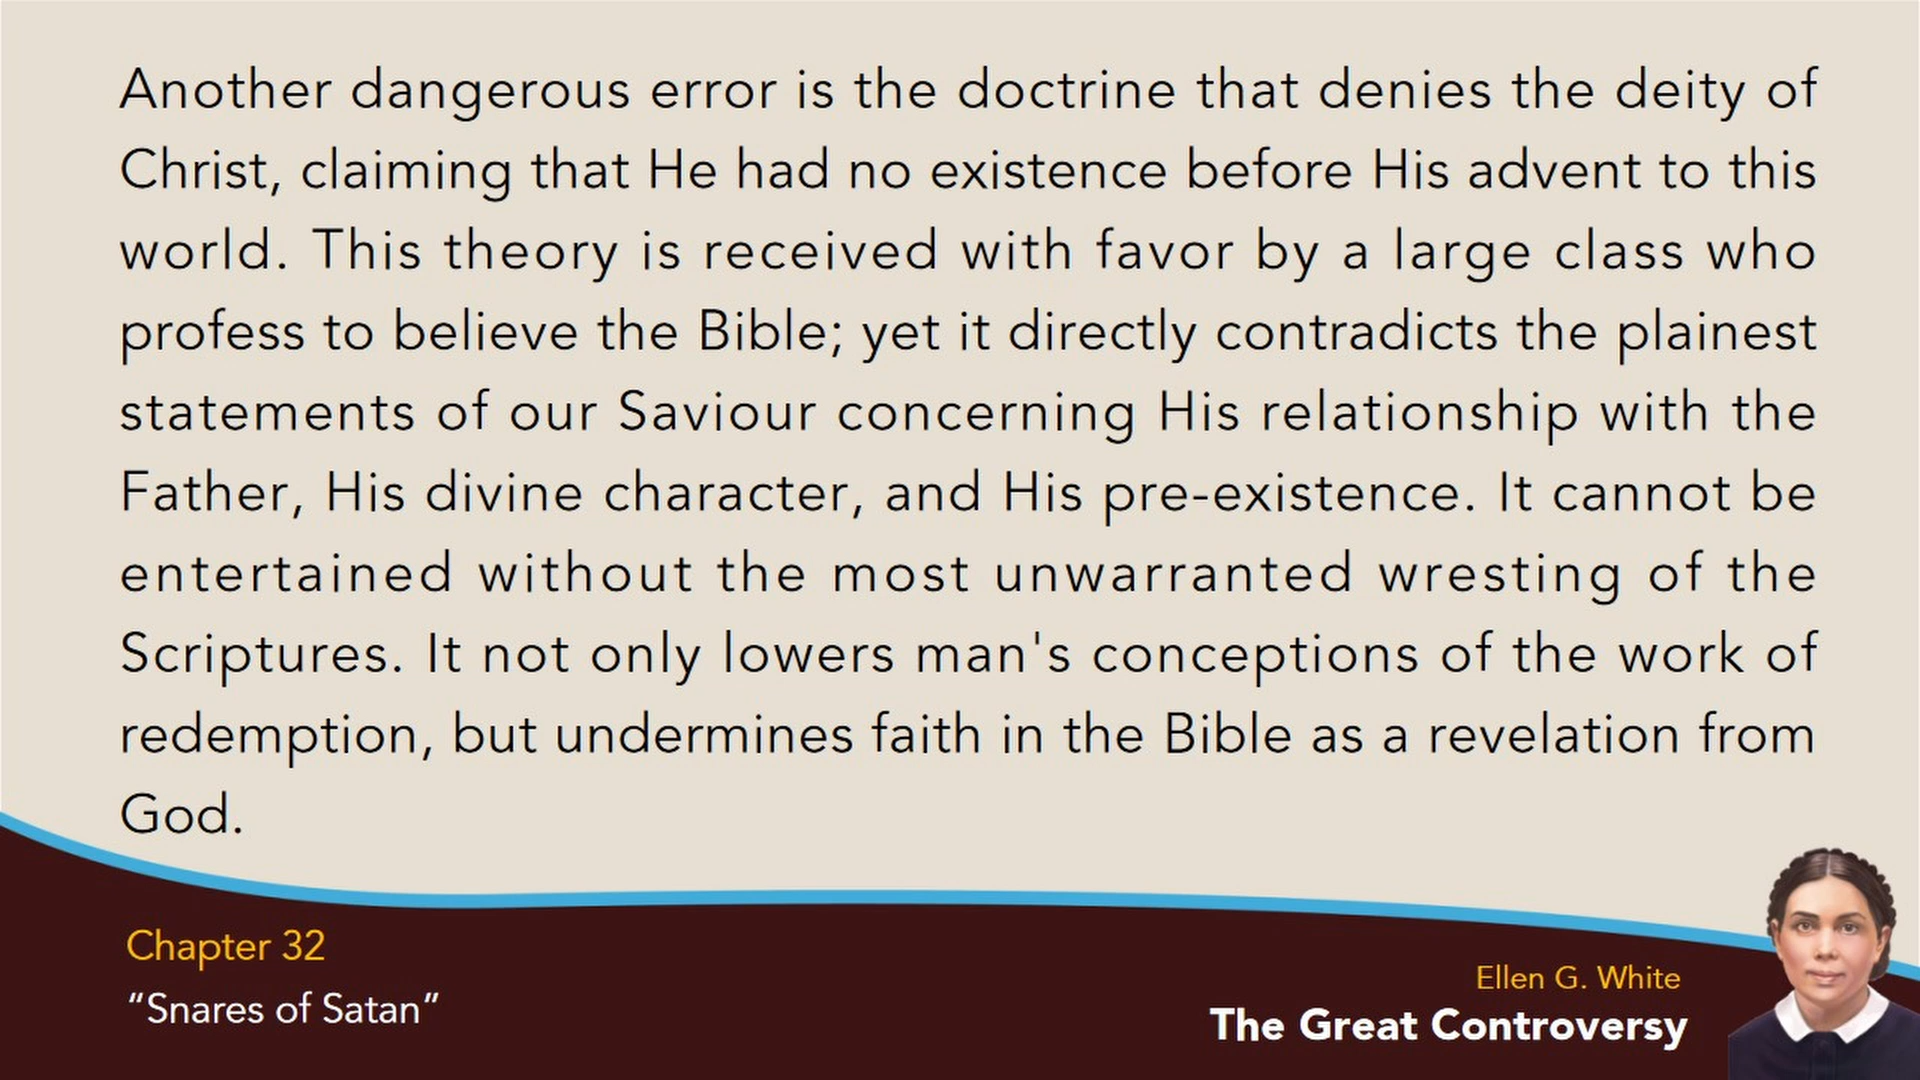 Another dangerous error is the doctrine that denies the deity of
Christ, claiming that He had no existence before His advent to this
world. This theory is received with favor by a large class who
profess to believe the Bible; yet it directly contradicts the plainest
statements of our Saviour concerning His relationship with the
Father, His divine character, and His pre-existence. It cannot be
entertained without the most unwarranted wresting of the
Scriptures. It not only lowers man's conceptions of the work of
redemption, but undermines faith in the Bible as a revelation from
God.
Chapter 32
“Snares of Satan”
Ellen G. White
The Great Controversy